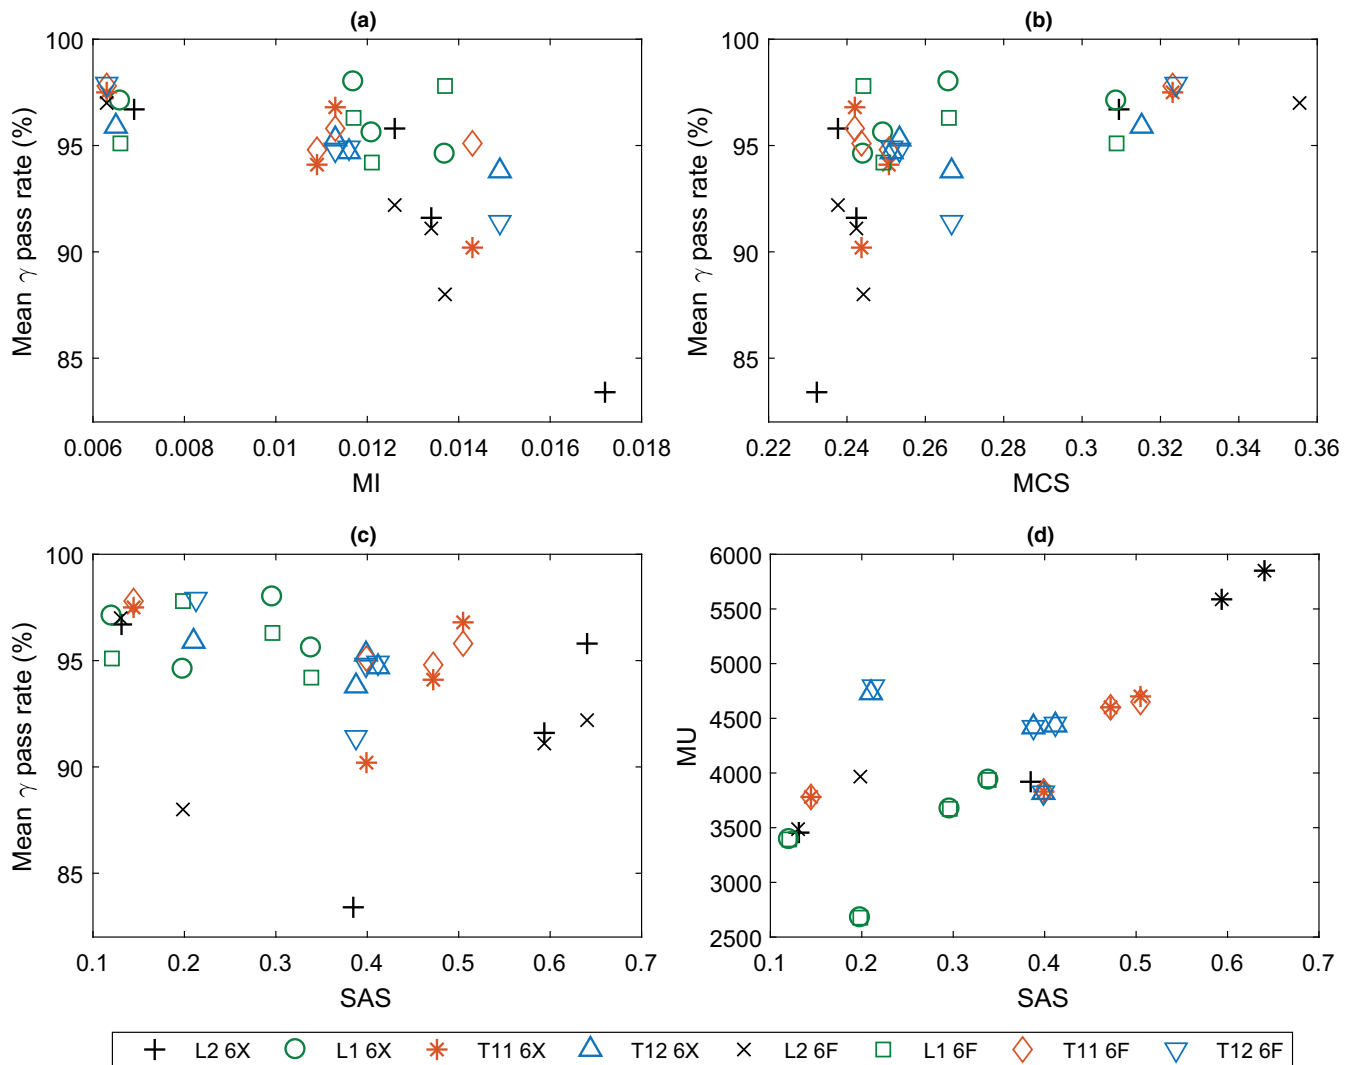 (a)
100
95
90
85
Mean γ pass rate (%)
0.006
0.008
0.01
0.012
0.014
0.016
0.018
MI
(b)
100
95
90
85
Mean γ pass rate (%)
0.22
0.24
0.26
0.28
0.3
0.32
0.34
0.36
MCS
(c)
100
95
90
85
Mean γ pass rate (%)
0.1
0.2
0.3
0.4
0.5
0.6
0.7
SAS
(d)
6000
5500
5000
4500
4000
3500
3000
2500
MU
0.1
0.2
0.3
0.4
0.5
0.6
0.7
SAS
L2 6X
L1 6X
T11 6X
T12 6X
L2 6F
L1 6F
T11 6F
T12 6F